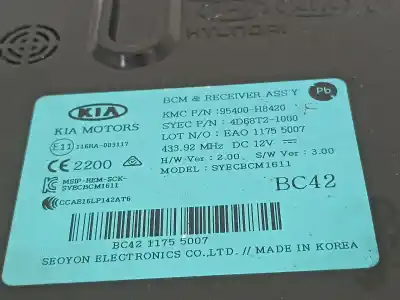 HYUNDAI
BCM & RECEIVER ASS'Y
Pb
KIA
KIA MOTORS
KMC P/N : 95400-H8420
SYEC P/N : 4D68T2-1000
LOT N/O : EAO 1175 5007
433.92 MHz DC 12V
H/W-Ver : 2.00, S/W-Ver : 3.00
MODEL : SYECBCM1611
E11 116RA-003117
CE 2200
MSIP-REM-SCK-
SYECBCM1611
CCAE16LP142AT6
BC42
BC42 1175 5007
SEOYON ELECTRONICS CO.,LTD. // MADE IN KOREA